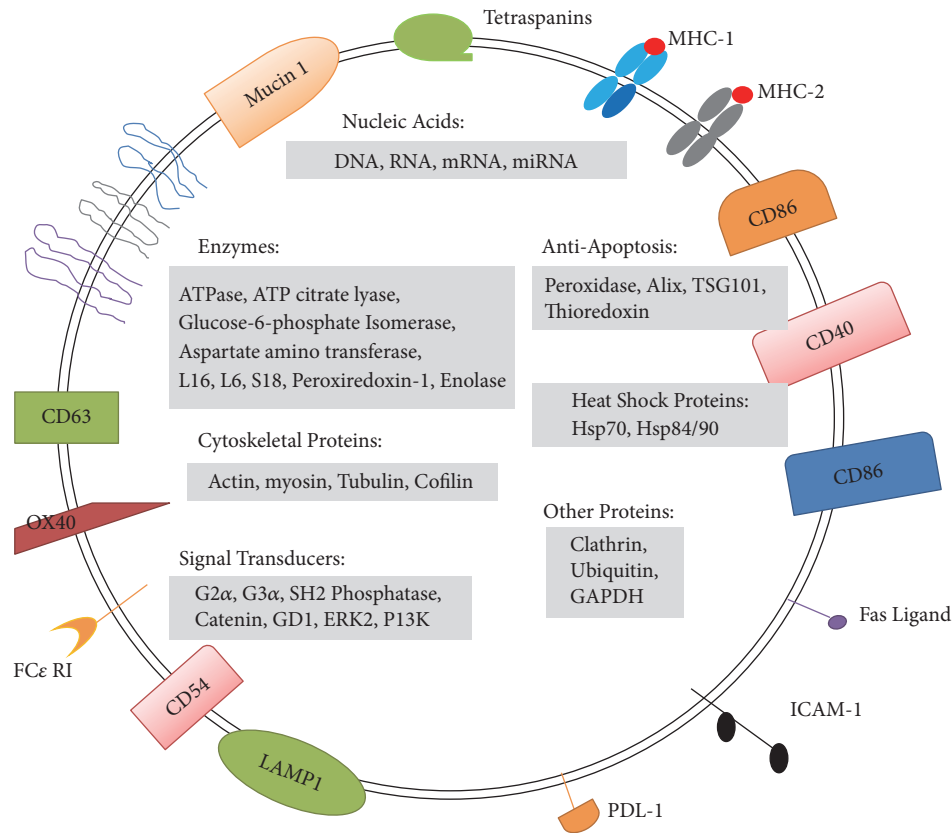 Tetraspanins
MHC-1
Mucin 1
MHC-2
Nucleic Acids:
DNA, RNA, mRNA, miRNA
CD86
Enzymes:
ATPase, ATP citrate lyase,
Glucose-6-phosphate Isomerase,
Aspartate amino transferase,
L16, L6, S18, Peroxiredoxin-1, Enolase
Anti-Apoptosis:
Peroxidase, Alix, TSG101,
Thioredoxin
CD40
Heat Shock Proteins:
Hsp70, Hsp84/90
CD63
Cytoskeletal Proteins:
Actin, myosin, Tubulin, Cofilin
CD86
OX40
Other Proteins:
Clathrin,
Ubiquitin,
GAPDH
Signal Transducers:
G2α, G3α, SH2 Phosphatase,
Catenin, GD1, ERK2, P13K
Fas Ligand
FCε RI
CD54
ICAM-1
LAMP1
PDL-1